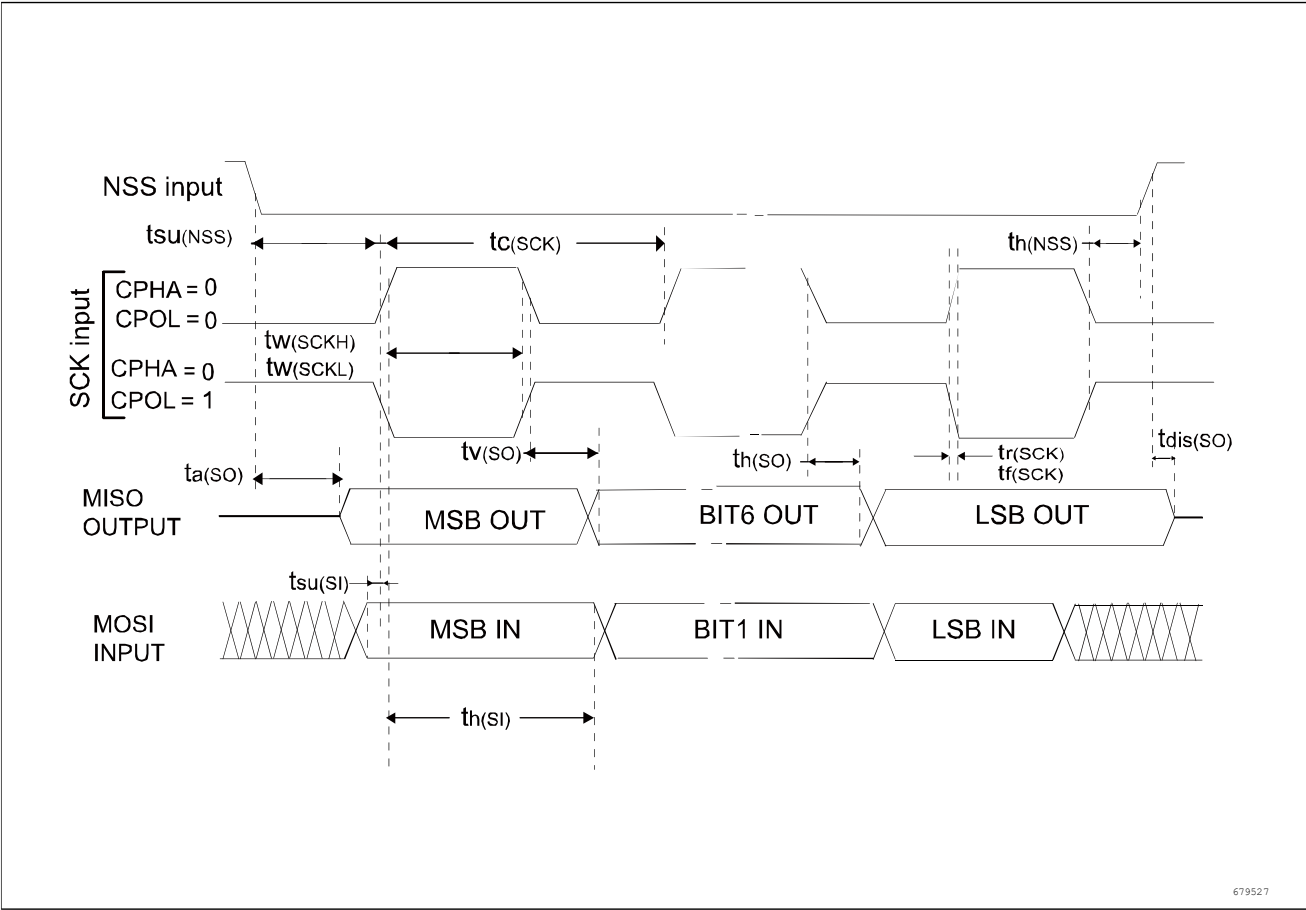 NSS input
tsu(NSS)
tc(SCK)
th(NSS)
SCK input
CPHA = 0
CPOL = 0
tw(SCKH)
CPHA = 0
tw(SCKL)
CPOL = 1
tv(SO)
th(SO)
tr(SCK)
tf(SCK)
tdis(SO)
ta(SO)
MISO
OUTPUT
MSB OUT
BIT6 OUT
LSB OUT
tsu(SI)
MOSI
INPUT
MSB IN
BIT1 IN
LSB IN
th(SI)
679527